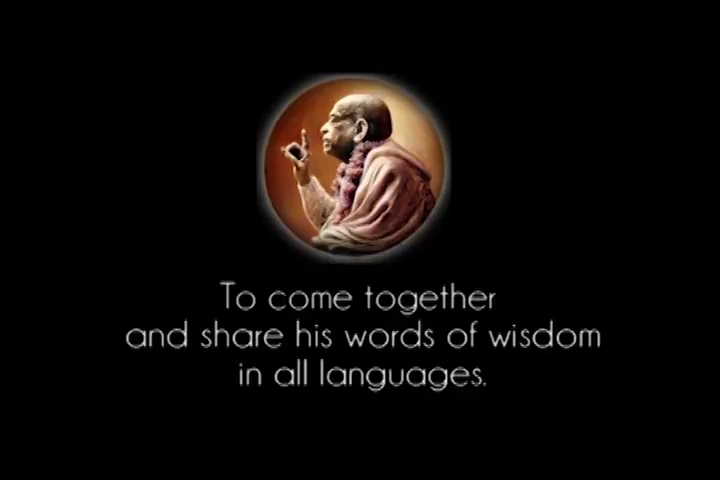 To come together
and share his words of wisdom
in all languages.